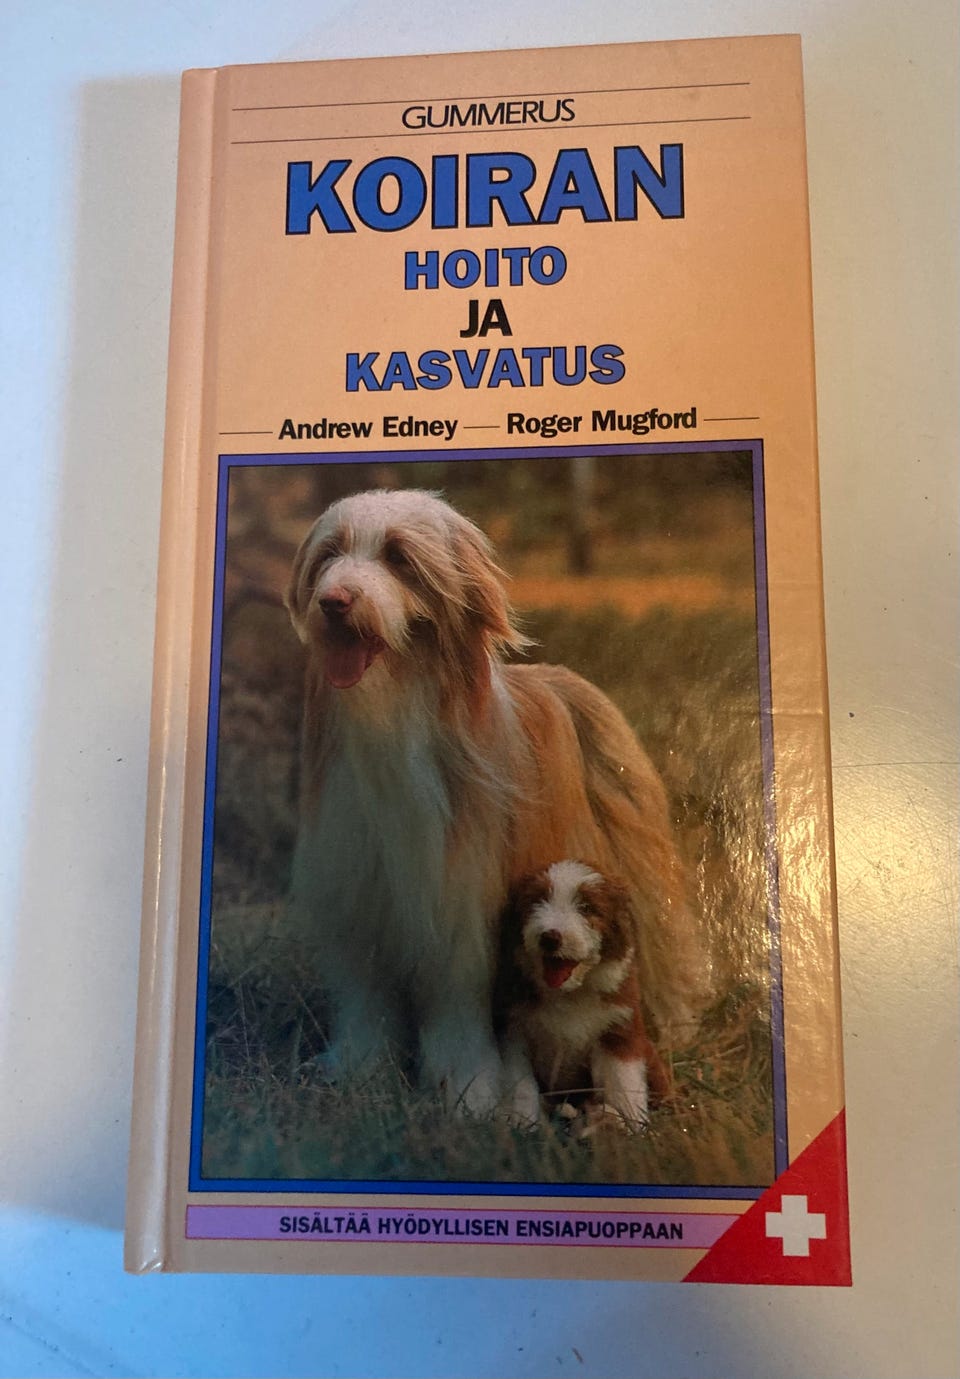 GUMMERUS
KOIRAN
HOITO
JA
KASVATUS
Andrew Edney — Roger Mugford
SISÄLTÄÄ HYÖDYLLISEN ENSIAPUOPPAAN